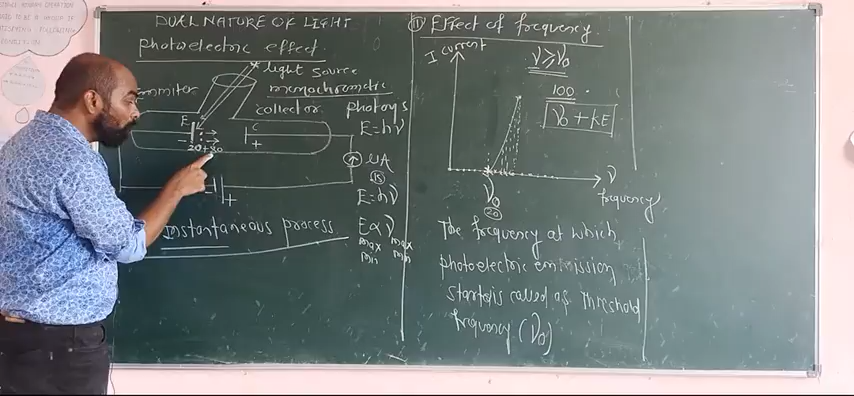 DUAL NATURE OF LIGHT
photoelectric effect
light source
monochromatic
collector
E
C
- +
20+80
photons
E=hν
μA
15
+
E=hν
Instantaneous process
E∝ν
max max
min min
II Effect of frequency
I current
ν≥ν₀
100
ν₀+KE
ν
frequency
ν₀
20
The frequency at which
photoelectric emission
starts is called as threshold
frequency (ν₀)